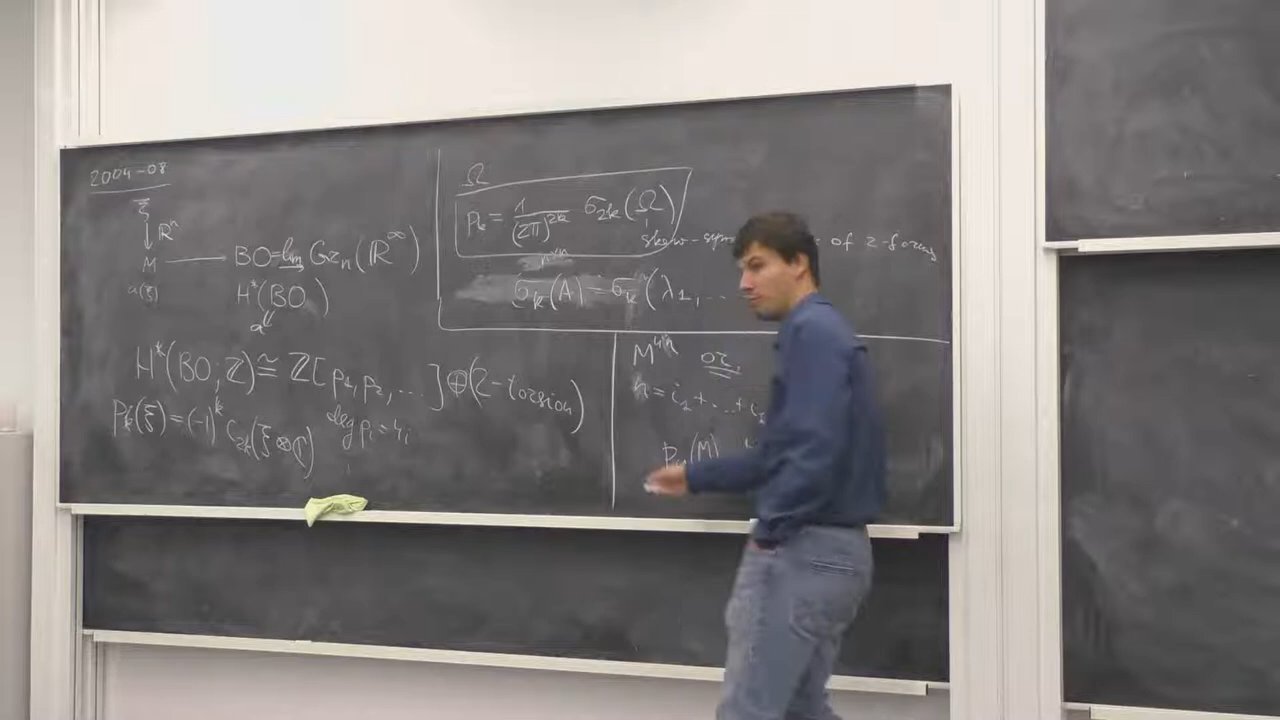 2004-08
ξ
↓ ℝⁿ
M ⟶ BO = lim Grₙ(ℝ^∞)
a(ξ) H*(BO)
a
H*(BO; ℤ) ≅ ℤ[p₁, p₂, ...] ⊕ (2-torsion)
pₖ(ξ) = (-1)ᵏ c₂ₖ(ξ ⊗ ℂ) deg pᵢ = 4i
Ω
pₖ = 1/(2π)²ᵏ σ₂ₖ(Ω)
skew-sym of 2-forms
n×n
σₖ(A) = σₖ(λ₁, ...
M⁴ⁿ or.
n = i₁ + ... + i
(M)